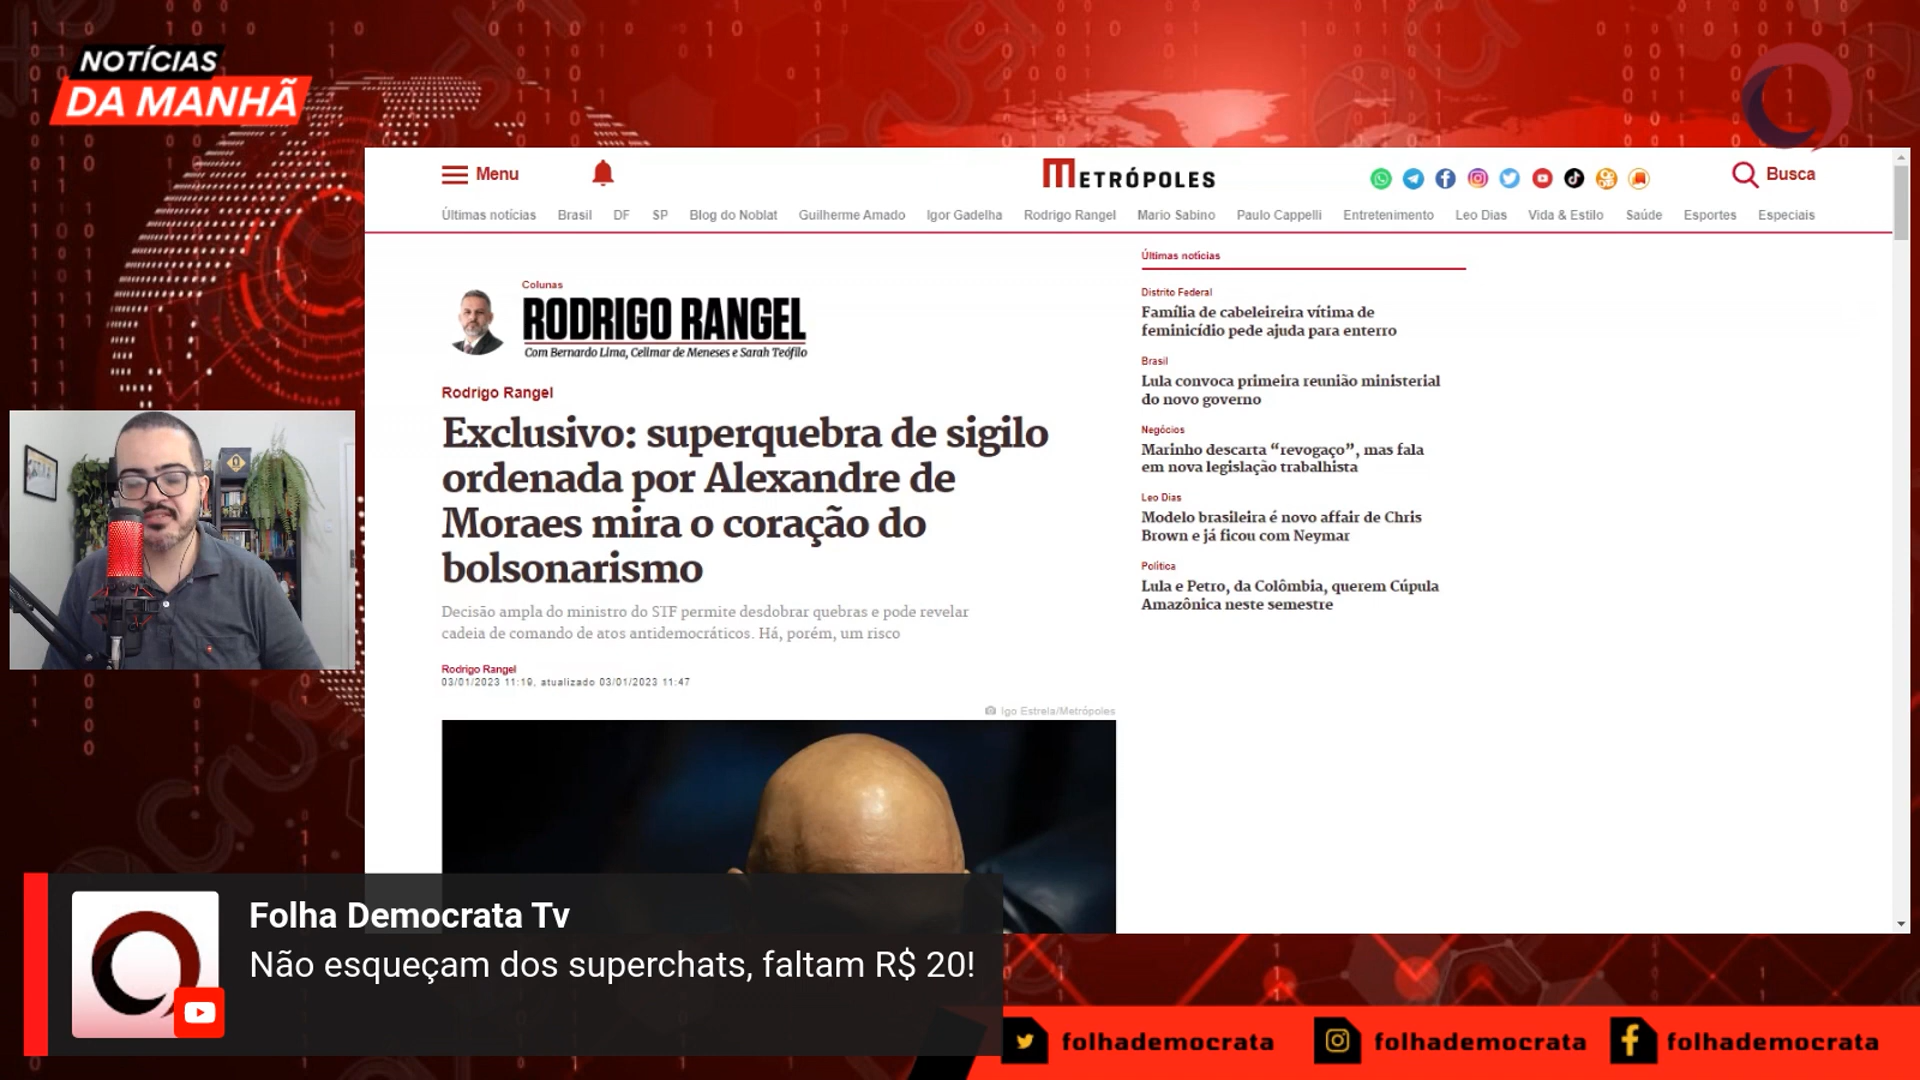 NOTÍCIAS
DA MANHÃ
Menu
METRÓPOLES
Busca
Últimas notícias Brasil DF SP Blog do Noblat Guilherme Amado Igor Gadelha Rodrigo Rangel Mario Sabino Paulo Cappelli Entretenimento Leo Dias Vida & Estilo Saúde Esportes Especiais
Colunas
RODRIGO RANGEL
Com Bernardo Lima, Celimar de Meneses e Sarah Teófilo
Rodrigo Rangel
Exclusivo: superquebra de sigilo
ordenada por Alexandre de
Moraes mira o coração do
bolsonarismo
Decisão ampla do ministro do STF permite desdobrar quebras e pode revelar
cadeia de comando de atos antidemocráticos. Há, porém, um risco
Rodrigo Rangel
03/01/2023 11:19, atualizado 03/01/2023 11:47
Igo Estrela/Metrópoles
Últimas notícias
Distrito Federal
Família de cabeleireira vítima de
feminicídio pede ajuda para enterro
Brasil
Lula convoca primeira reunião ministerial
do novo governo
Negócios
Marinho descarta “revogaço”, mas fala
em nova legislação trabalhista
Leo Dias
Modelo brasileira é novo affair de Chris
Brown e já ficou com Neymar
Política
Lula e Petro, da Colômbia, querem Cúpula
Amazônica neste semestre
Folha Democrata Tv
Não esqueçam dos superchats, faltam R$ 20!
folhademocrata folhademocrata folhademocrata